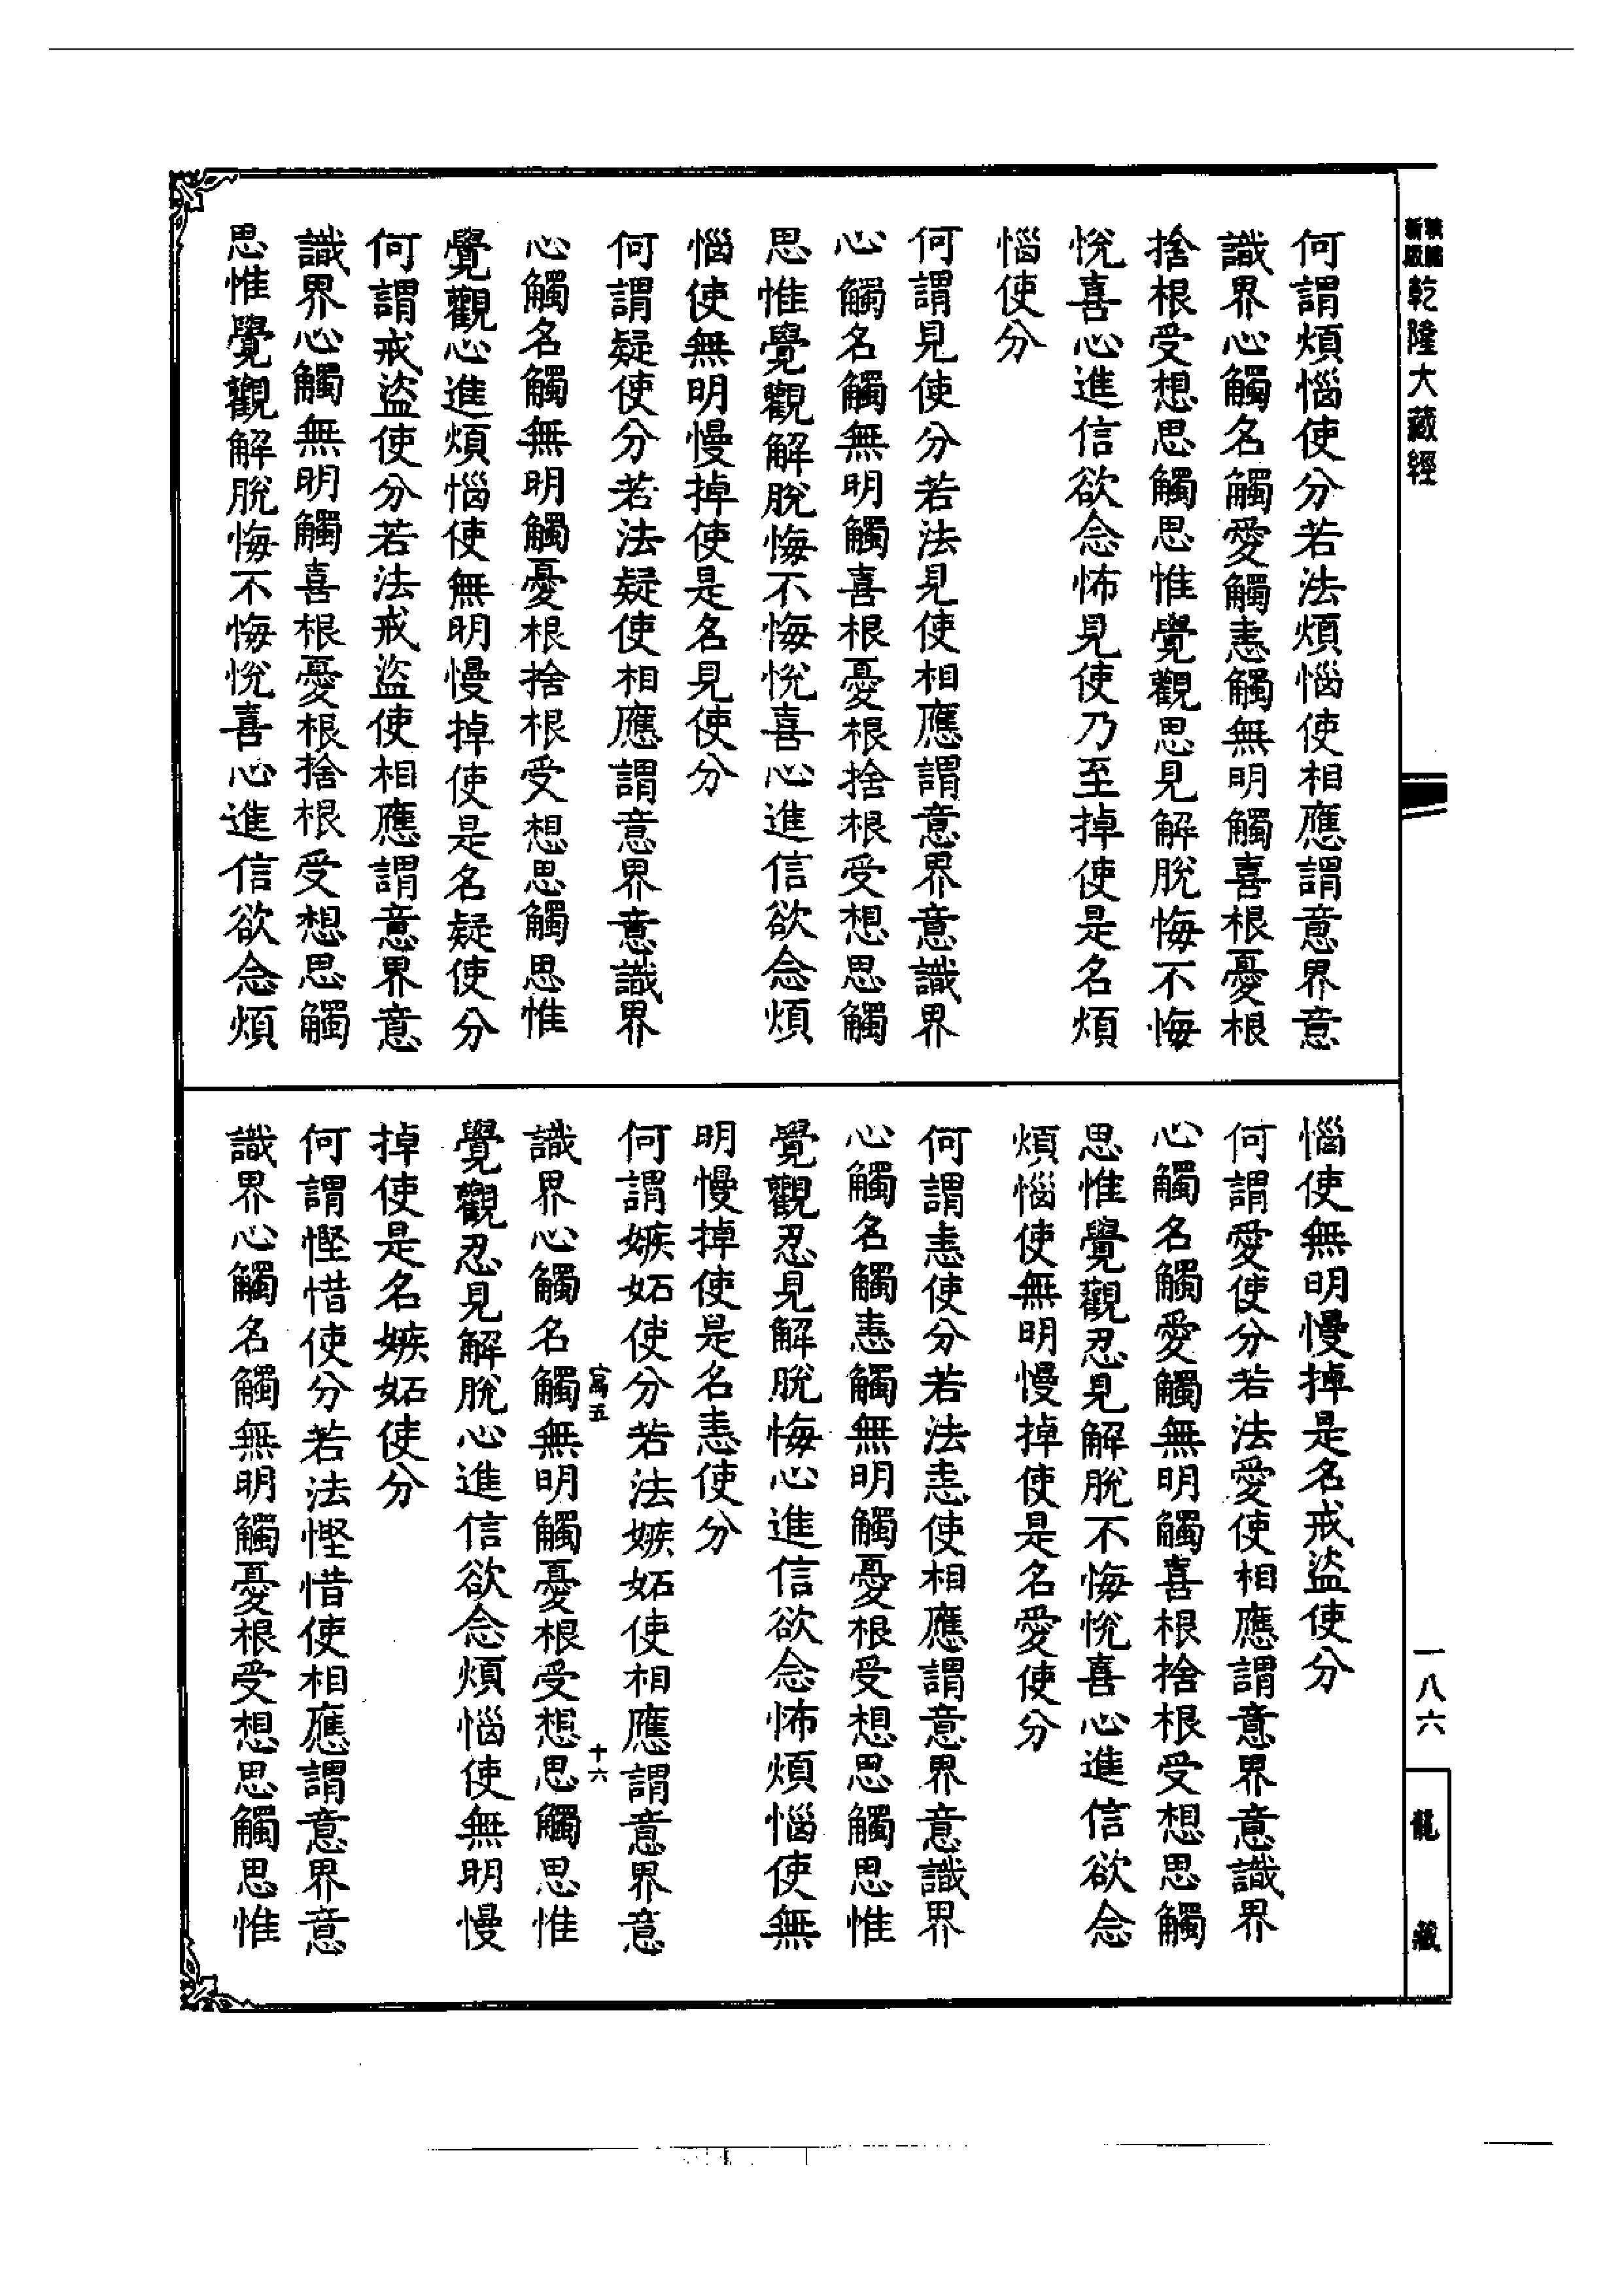 乾隆大藏經
何謂煩惱使分若法煩惱使相應謂意界意
識界心觸名觸愛觸恚觸無明觸喜根憂根
捨根受想思觸思惟覺觀思見解脫悔不悔
悅喜心進信欲念怖見使乃至掉使是名煩
惱使分
何謂見使分若法見使相應謂意界意識界
心觸名觸無明觸喜根憂根捨根受想思觸
思惟覺觀解脫悔不悔悅喜心進信欲念煩
惱使無明慢掉使是名見使分
何謂疑使分若法疑使相應謂意界意識界
心觸名觸無明觸憂根捨根受想思觸思惟
覺觀心進煩惱使無明慢掉使是名疑使分
何謂戒盜使分若法戒盜使相應謂意界意
識界心觸無明觸喜根憂根捨根受想思觸
思惟覺觀解脫悔不悔悅喜心進信欲念煩
惱使無明慢掉是名戒盜使分
何謂愛使分若法愛使相應謂意界意識界
心觸名觸愛觸無明觸喜根捨根受想思觸
思惟覺觀忍見解脫不悔悅喜心進信欲念
煩惱使無明慢掉使是名愛使分
何謂恚使分若法恚使相應謂意界意識界
心觸名觸恚觸無明觸憂根受想思觸思惟
覺觀忍見解脫悔心進信欲念怖煩惱使無
明慢掉使是名恚使分
何謂嫉妬使分若法嫉妬使相應謂意界意
寫五
十六
識界心觸名觸無明觸憂根受想思觸思惟
覺觀忍見解脫心進信欲念煩惱使無明慢
掉使是名嫉妬使分
何謂慳惜使分若法慳惜使相應謂意界意
識界心觸名觸無明觸憂根受想思觸思惟
一八六
龍藏